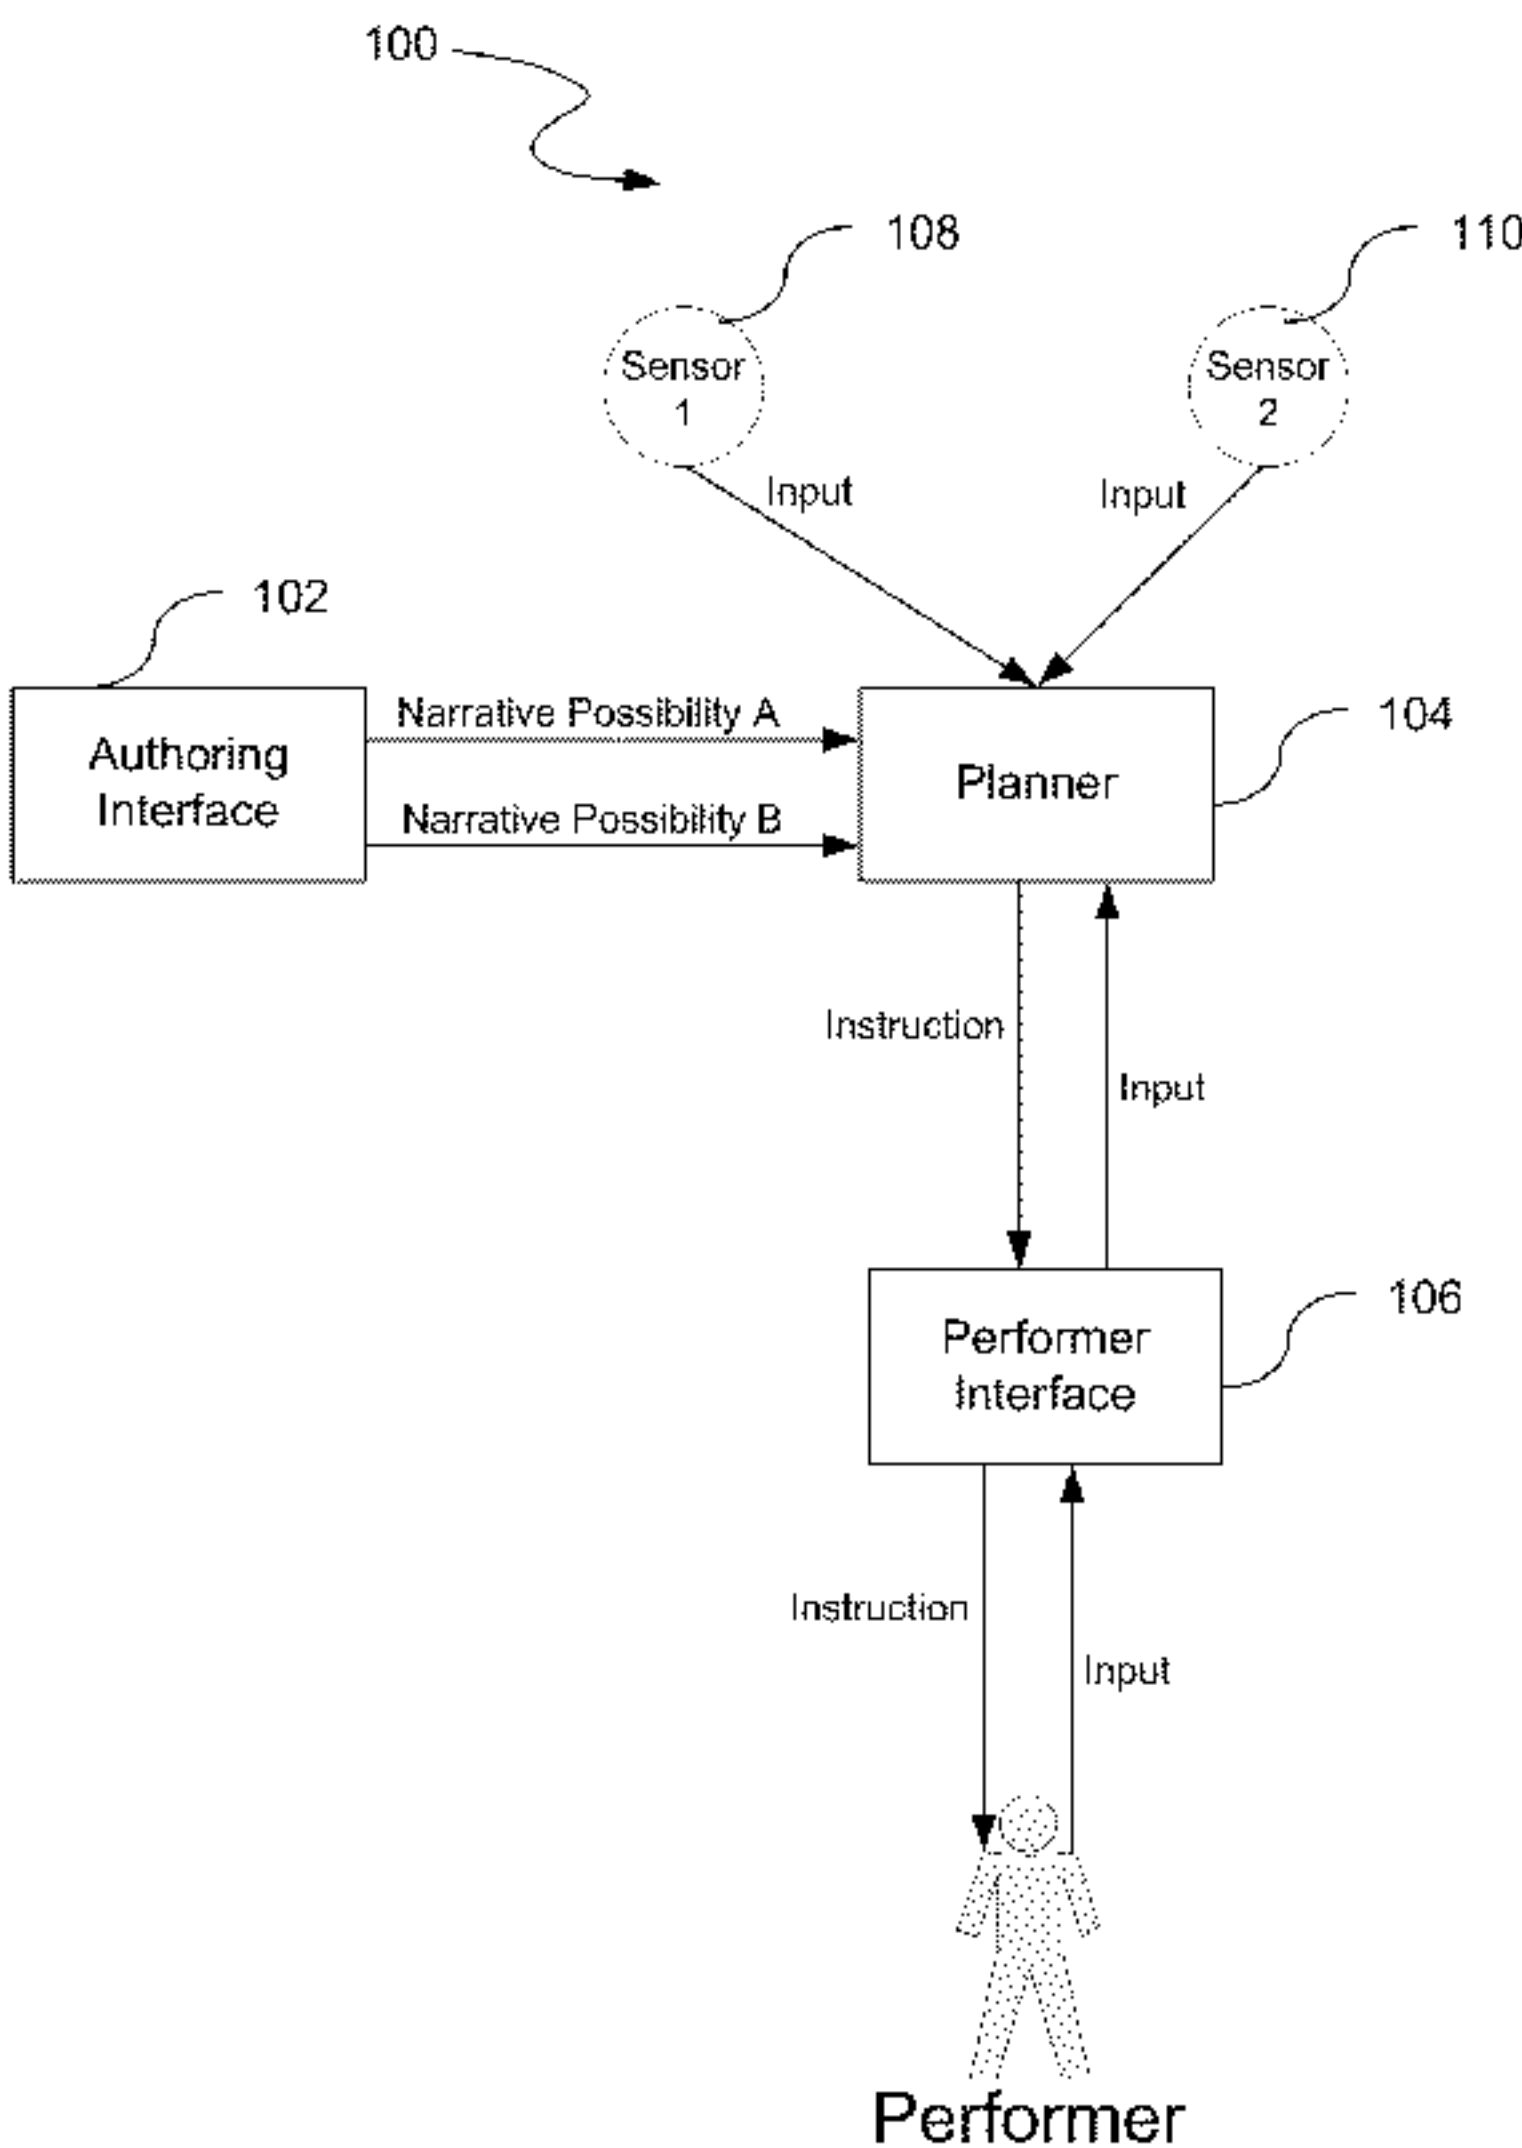 100
108
110
Sensor
1
Sensor
2
Input
Input
102
Narrative Possibility A
104
Authoring
Interface
Planner
Narrative Possibility B
Instruction
Input
106
Performer
Interface
Instruction
Input
Performer